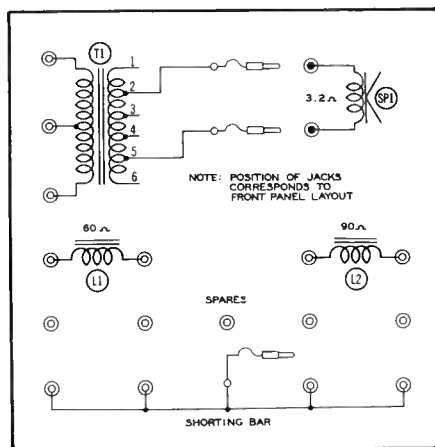 T1
1
2
3
4
5
6
3.2Ω
SP1
NOTE: POSITION OF JACKS
CORRESPONDS TO
FRONT PANEL LAYOUT
60Ω
90Ω
L1
L2
SPARES
SHORTING BAR